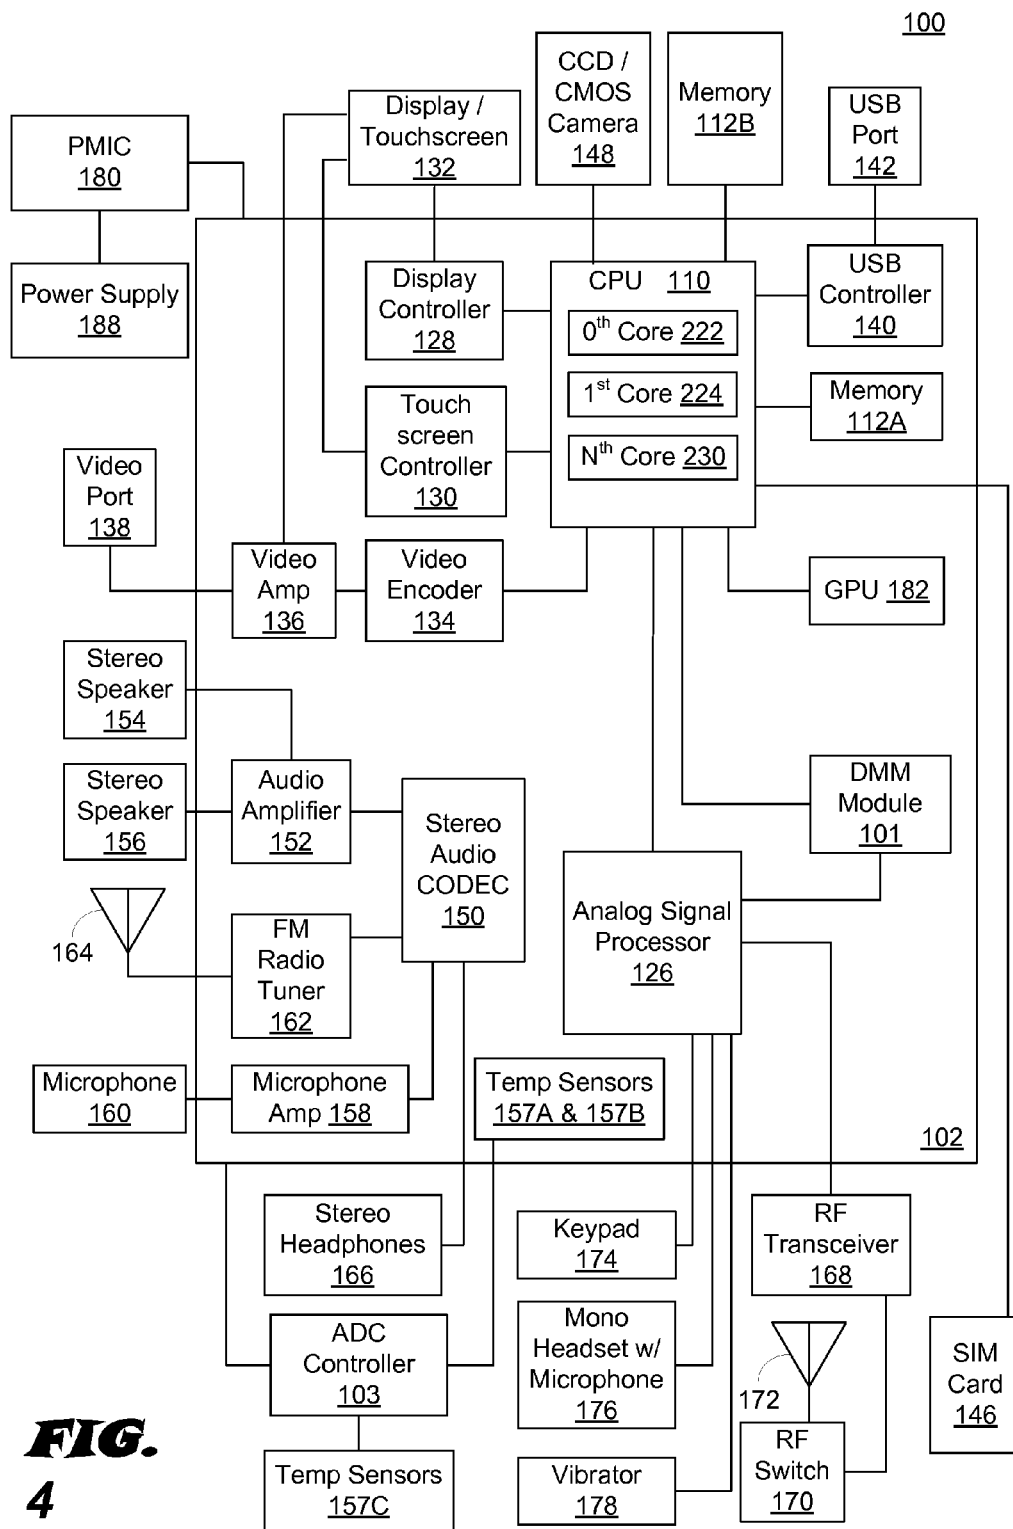 100
CCD /
CMOS
Camera
148
Memory
112B
USB
Port
142
Display /
Touchscreen
132
PMIC
180
Power Supply
188
Display
Controller
128
CPU 110
0th Core 222
1st Core 224
Nth Core 230
USB
Controller
140
Memory
112A
Touch
screen
Controller
130
Video
Port
138
Video
Amp
136
Video
Encoder
134
GPU 182
Stereo
Speaker
154
Stereo
Speaker
156
Audio
Amplifier
152
Stereo
Audio
CODEC
150
DMM
Module
101
Analog Signal
Processor
126
164
FM
Radio
Tuner
162
Microphone
160
Microphone
Amp 158
Temp Sensors
157A & 157B
102
Stereo
Headphones
166
Keypad
174
RF
Transceiver
168
ADC
Controller
103
Mono
Headset w/
Microphone
176
172
SIM
Card
146
RF
Switch
170
Temp Sensors
157C
Vibrator
178
FIG.
4